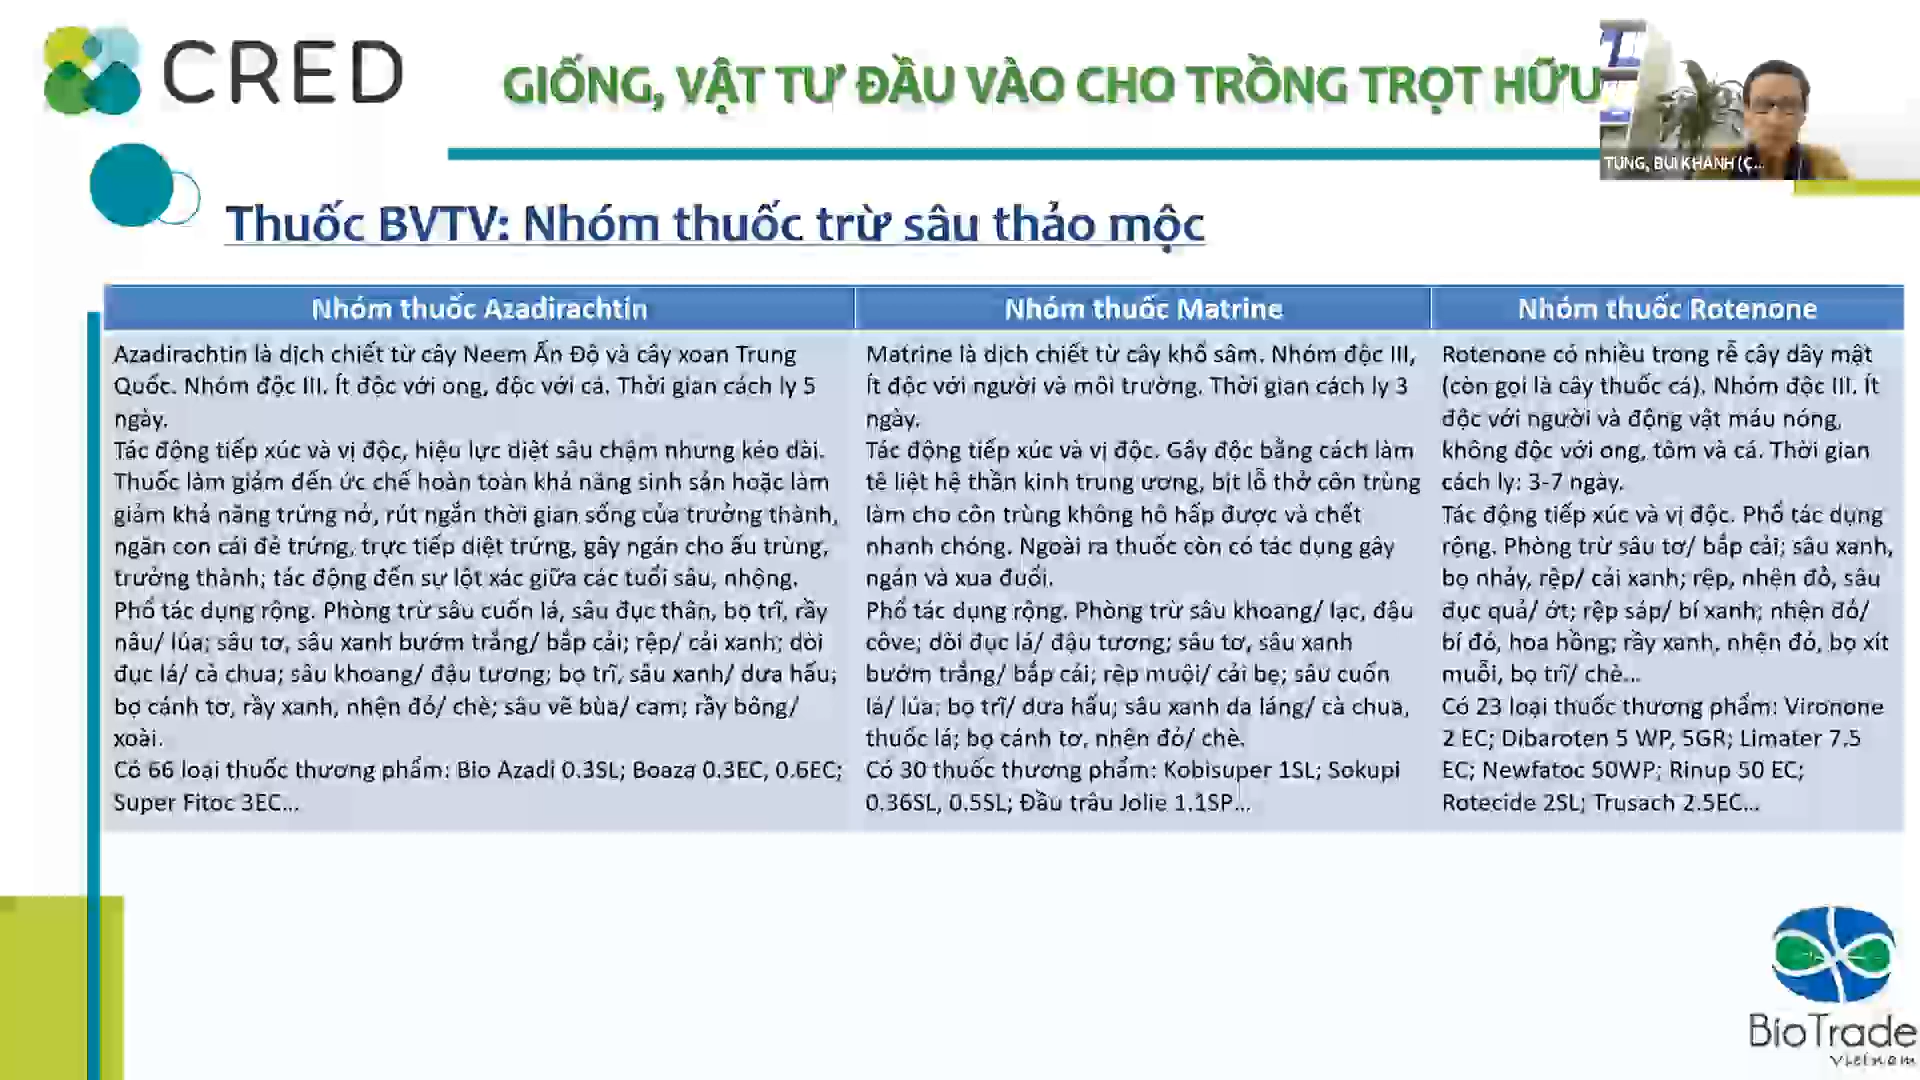 CRED
GIỐNG, VẬT TƯ ĐẦU VÀO CHO TRỒNG TRỌT HỮU
TUNG, BUI KHANH (C...
Thuốc BVTV: Nhóm thuốc trừ sâu thảo mộc
Nhóm thuốc Azadirachtin
Azadirachtin là dịch chiết từ cây Neem Ấn Độ và cây xoan Trung
Quốc. Nhóm độc III. Ít độc với ong, độc với cá. Thời gian cách ly 5
ngày.
Tác động tiếp xúc và vị độc, hiệu lực diệt sâu chậm nhưng kéo dài.
Thuốc làm giảm đến ức chế hoàn toàn khả năng sinh sản hoặc làm
giảm khả năng trứng nở, rút ngắn thời gian sống của trưởng thành,
ngăn con cái đẻ trứng, trực tiếp diệt trứng, gây ngán cho ấu trùng,
trưởng thành; tác động đến sự lột xác giữa các tuổi sâu, nhộng.
Phổ tác dụng rộng. Phòng trừ sâu cuốn lá, sâu đục thân, bọ trĩ, rầy
nâu/ lúa; sâu tơ, sâu xanh bướm trắng/ bắp cải; rệp/ cải xanh; dòi
đục lá/ cà chua; sâu khoang/ đậu tương; bọ trĩ, sâu xanh/ dưa hấu;
bọ cánh tơ, rầy xanh, nhện đỏ/ chè; sâu vẽ bùa/ cam; rầy bông/
xoài.
Có 66 loại thuốc thương phẩm: Bio Azadi 0.3SL; Boaza 0.3EC, 0.6EC;
Super Fitoc 3EC...
Nhóm thuốc Matrine
Matrine là dịch chiết từ cây khổ sâm. Nhóm độc III,
ít độc với người và môi trường. Thời gian cách ly 3
ngày.
Tác động tiếp xúc và vị độc. Gây độc bằng cách làm
tê liệt hệ thần kinh trung ương, bịt lỗ thở côn trùng
làm cho côn trùng không hô hấp được và chết
nhanh chóng. Ngoài ra thuốc còn có tác dụng gây
ngán và xua đuổi.
Phổ tác dụng rộng. Phòng trừ sâu khoang/ lạc, đậu
côve; dòi đục lá/ đậu tương; sâu tơ, sâu xanh
bướm trắng/ bắp cải; rệp muội/ cải bẹ; sâu cuốn
lá/ lúa; bọ trĩ/ dưa hấu; sâu xanh da láng/ cà chua,
thuốc lá; bọ cánh tơ, nhện đỏ/ chè.
Có 30 thuốc thương phẩm: Kobisuper 1SL; Sokupi
0.36SL, 0.5SL; Đầu trâu Jolie 1.1SP...
Nhóm thuốc Rotenone
Rotenone có nhiều trong rễ cây dây mật
(còn gọi là cây thuốc cá). Nhóm độc III. Ít
độc với người và động vật máu nóng,
không độc với ong, tôm và cá. Thời gian
cách ly: 3-7 ngày.
Tác động tiếp xúc và vị độc. Phổ tác dụng
rộng. Phòng trừ sâu tơ/ bắp cải; sâu xanh,
bọ nhảy, rệp/ cải xanh; rệp, nhện đỏ, sâu
đục quả/ ớt; rệp sáp/ bí xanh; nhện đỏ/
bí đỏ, hoa hồng; rầy xanh, nhện đỏ, bọ xít
muỗi, bọ trĩ/ chè...
Có 23 loại thuốc thương phẩm: Vironone
2 EC; Dibaroten 5 WP, 5GR; Limater 7.5
EC; Newfatoc 50WP; Rinup 50 EC;
Rotecide 2SL; Trusach 2.5EC...
BioTrade
Vietnam